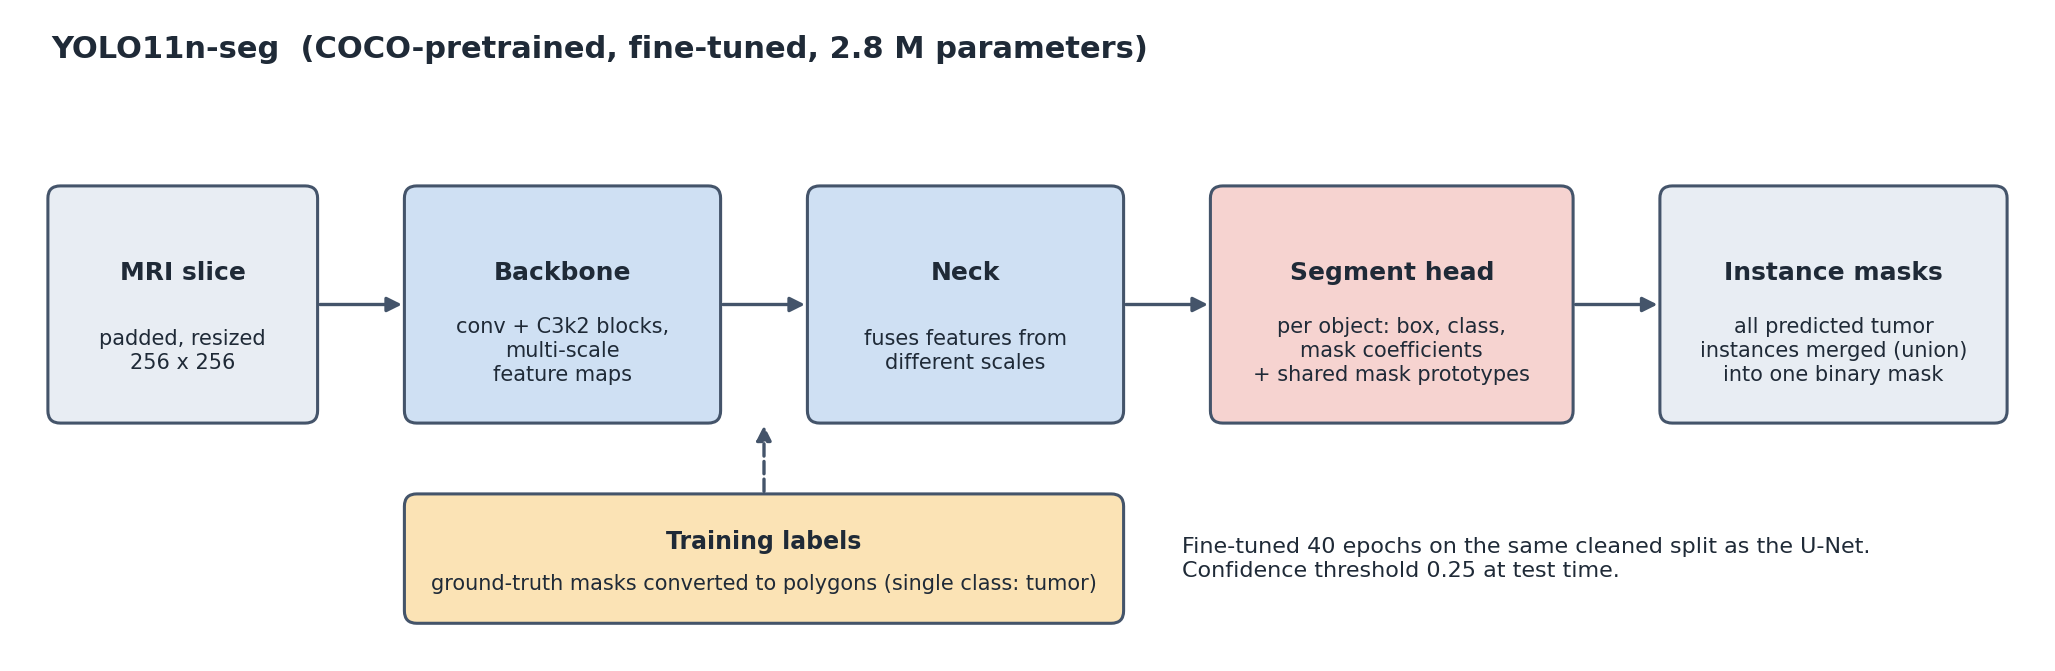 YOLO11n-seg (COCO-pretrained, fine-tuned, 2.8 M parameters)
MRI slice
padded, resized
256 x 256
Backbone
conv + C3k2 blocks,
multi-scale
feature maps
Neck
fuses features from
different scales
Segment head
per object: box, class,
mask coefficients
+ shared mask prototypes
Instance masks
all predicted tumor
instances merged (union)
into one binary mask
Training labels
ground-truth masks converted to polygons (single class: tumor)
Fine-tuned 40 epochs on the same cleaned split as the U-Net.
Confidence threshold 0.25 at test time.